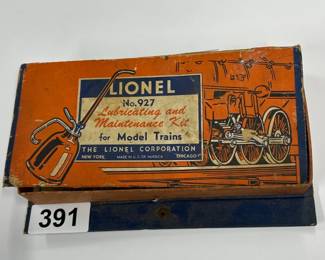 LIONEL
No. 927
Lubricating and
Maintenance Kit
for Model Trains
THE LIONEL CORPORATION
NEW YORK MADE IN U.S. OF AMERICA CHICAGO
391